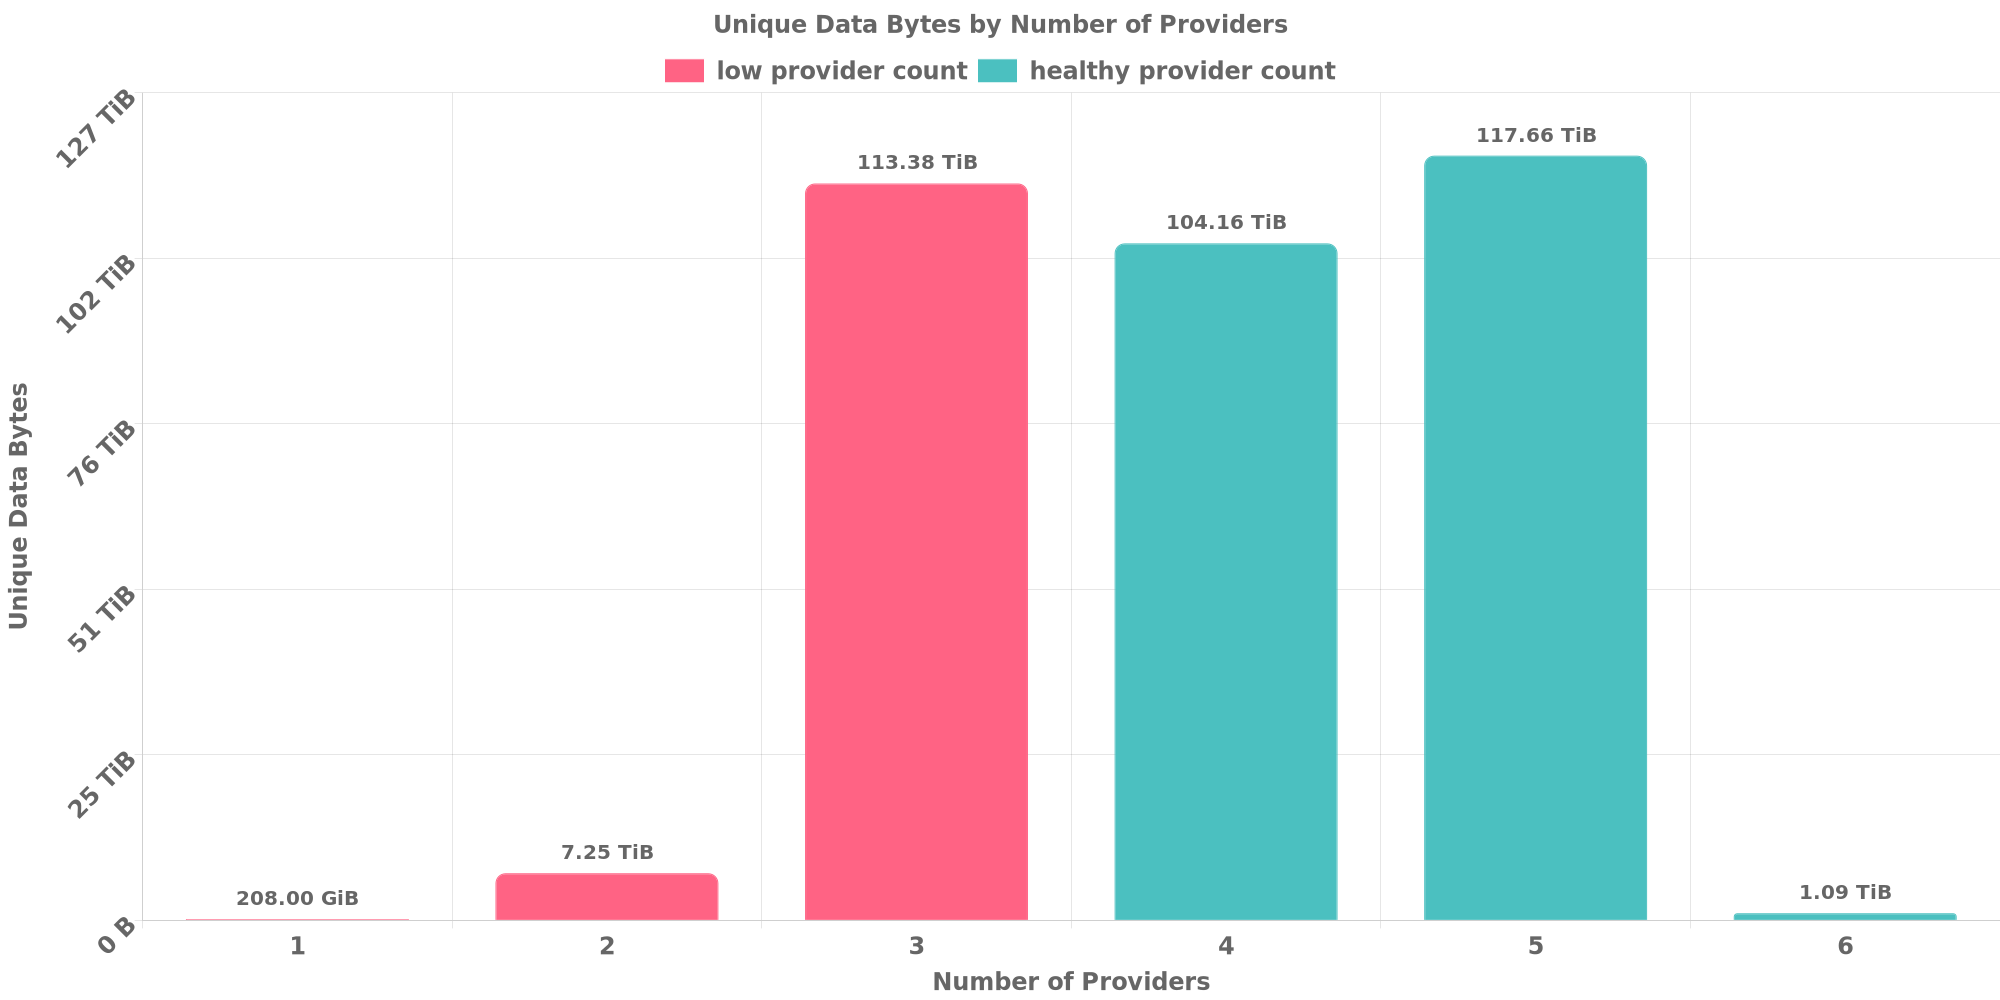 Unique Data Bytes by Number of Providers
low provider count healthy provider count
127 TiB
102 TiB
76 TiB
51 TiB
25 TiB
0 B
Unique Data Bytes
208.00 GiB
7.25 TiB
113.38 TiB
104.16 TiB
117.66 TiB
1.09 TiB
1 2 3 4 5 6
Number of Providers